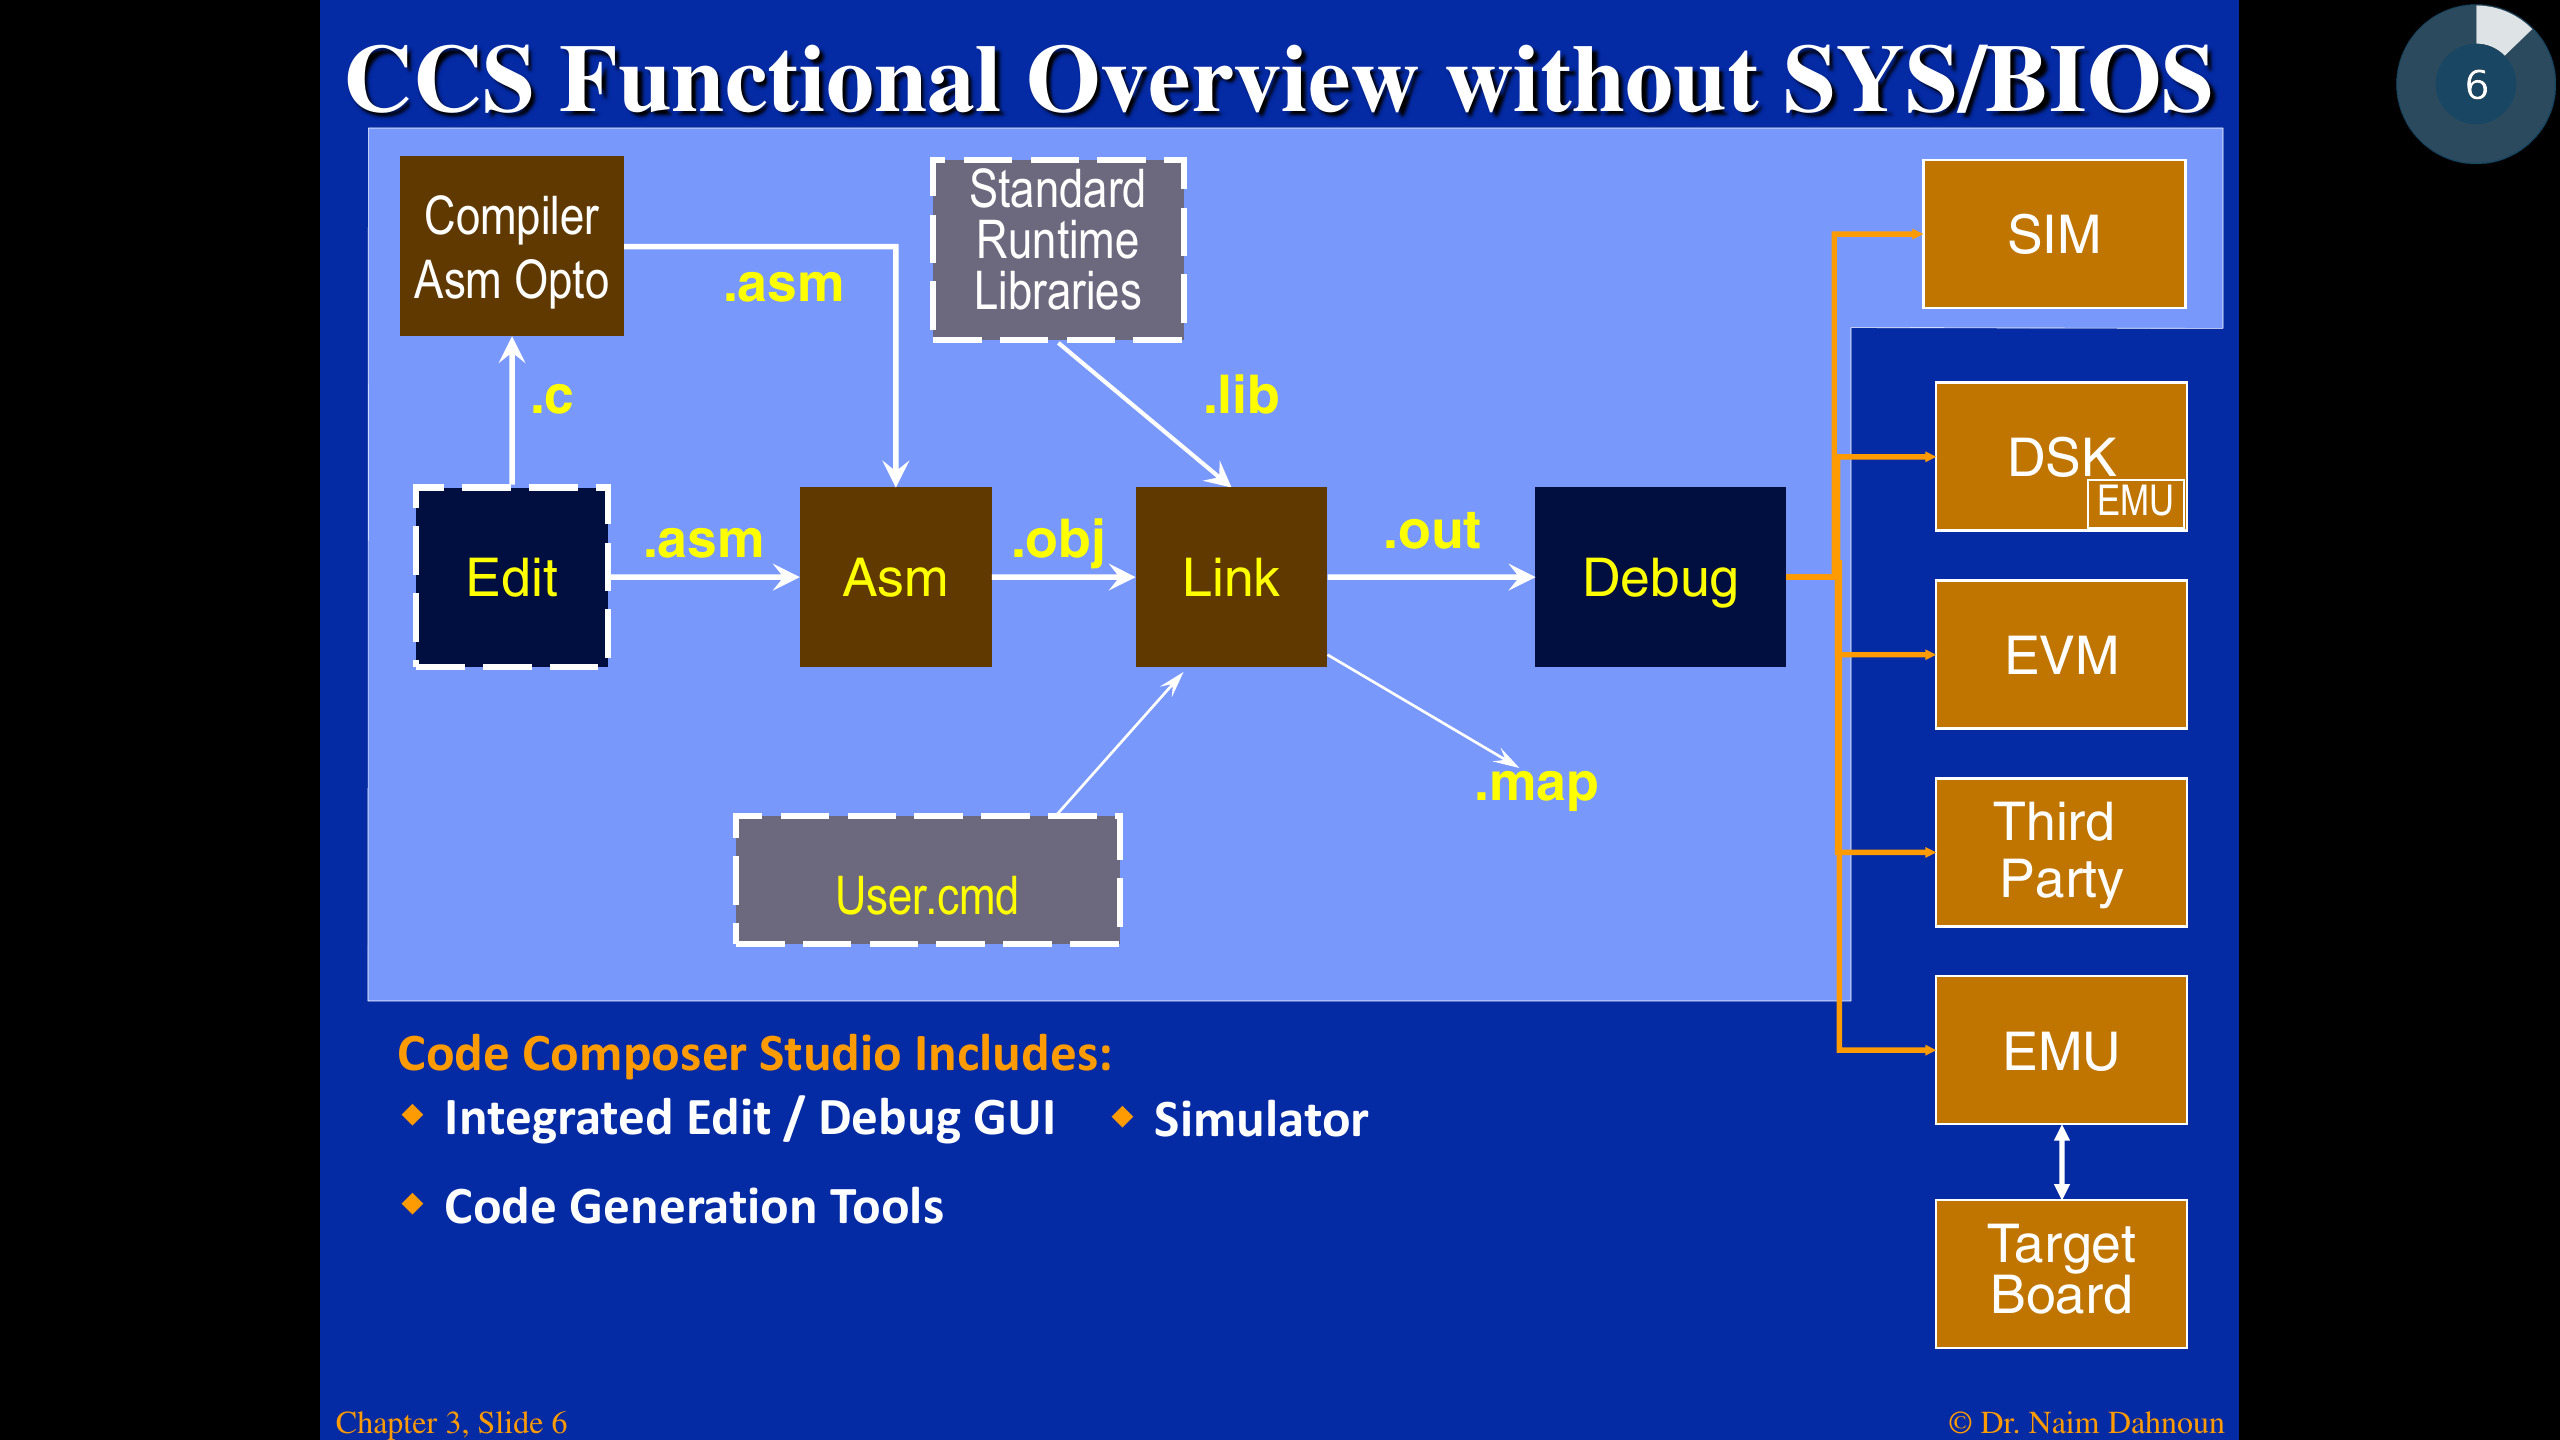 CCS Functional Overview without SYS/BIOS
6
Compiler
Asm Opto
.asm
Standard
Runtime
Libraries
SIM
.c
.lib
DSK
EMU
Edit
.asm
Asm
.obj
Link
.out
Debug
EVM
.map
Third
Party
User.cmd
EMU
Code Composer Studio Includes:
Integrated Edit / Debug GUI
Simulator
Code Generation Tools
Target
Board
Chapter 3, Slide 6
© Dr. Naim Dahnoun